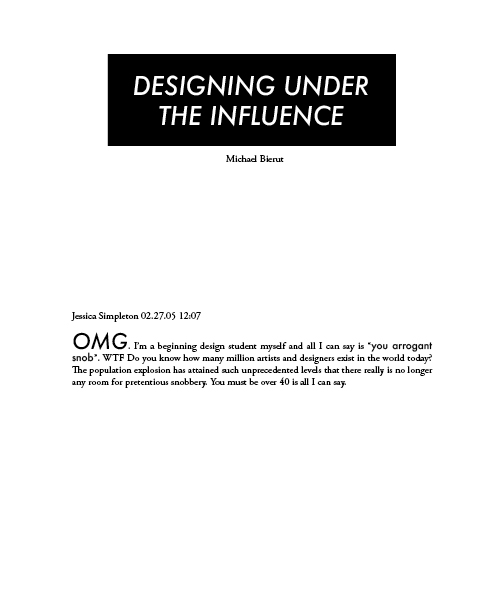 DESIGNING UNDER
THE INFLUENCE
Michael Bierut
Jessica Simpleton 02.27.05 12:07
OMG. I'm a beginning design student myself and all I can say is "you arrogant
snob". WTF Do you know how many million artists and designers exist in the world today?
The population explosion has attained such unprecedented levels that there really is no longer
any room for pretentious snobbery. You must be over 40 is all I can say.